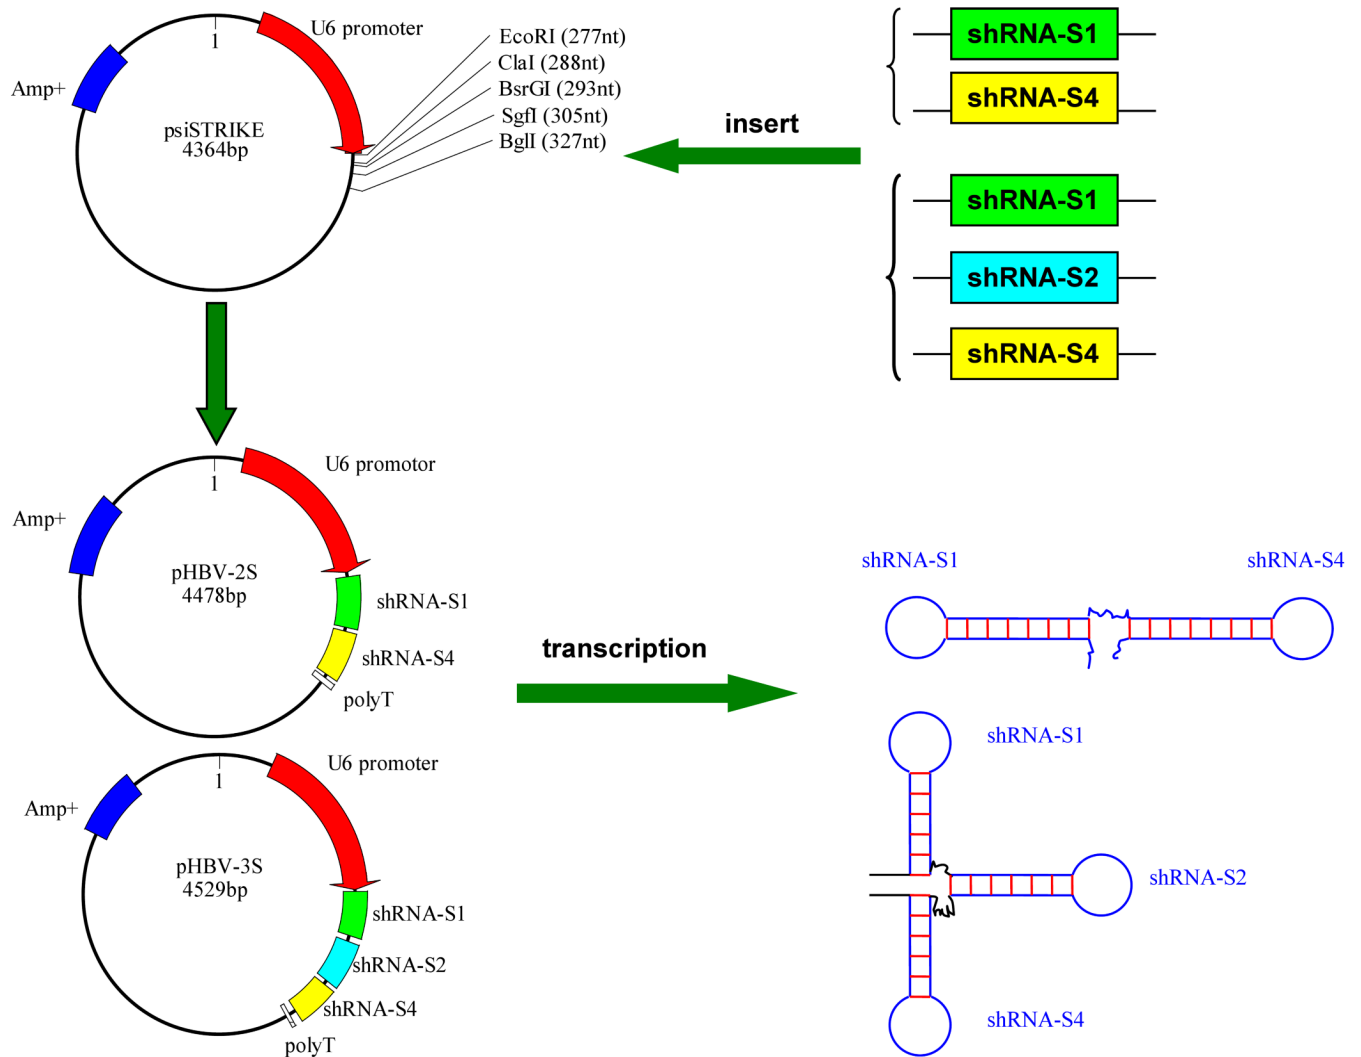 U6 promoter
1
Amp+
psiSTRIKE
4364bp
EcoRI (277nt)
ClaI (288nt)
BsrGI (293nt)
SgfI (305nt)
BglI (327nt)
insert
shRNA-S1
shRNA-S4
shRNA-S1
shRNA-S2
shRNA-S4
U6 promotor
1
Amp+
pHBV-2S
4478bp
shRNA-S1
shRNA-S4
polyT
transcription
shRNA-S1
shRNA-S4
U6 promoter
1
Amp+
pHBV-3S
4529bp
shRNA-S1
shRNA-S2
shRNA-S4
polyT
shRNA-S1
shRNA-S2
shRNA-S4